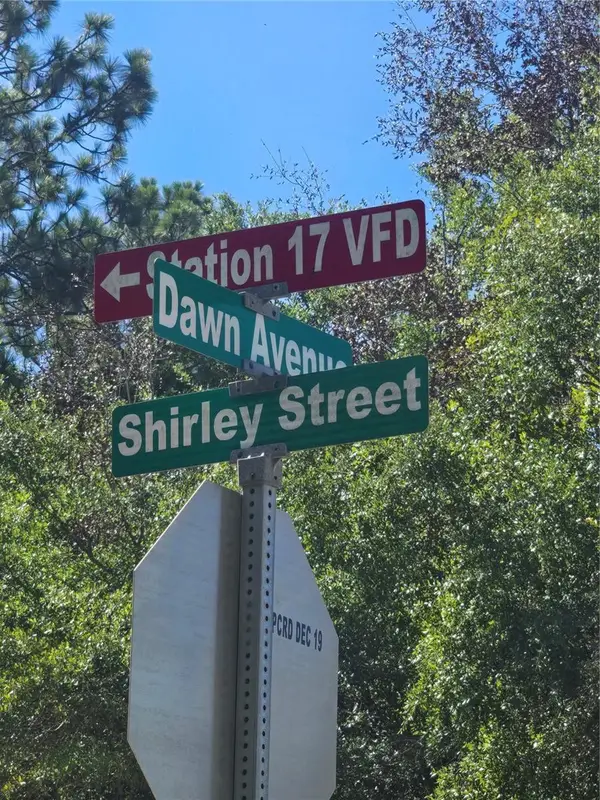 Station 17 VFD
Dawn Avenue
Shirley Street
PCRD DEC 19